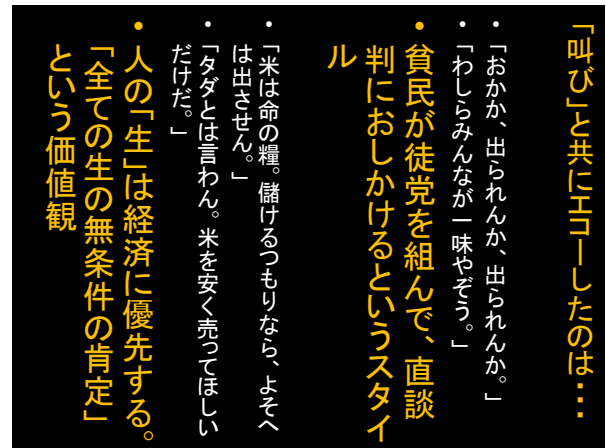 「叫び」と共にエコーしたのは・・・
・「おかか、出られんか、出られんか。」
・「わしらみんなが一味やぞう。」
・貧民が徒党を組んで、直談
判におしかけるというスタイ
ル
・「米は命の糧。儲けるつもりなら、よそへ
は出させん。」
・「タダとは言わん。米を安く売ってほしい
だけだ。」
・人の「生」は経済に優先する。
「全ての生の無条件の肯定」
という価値観